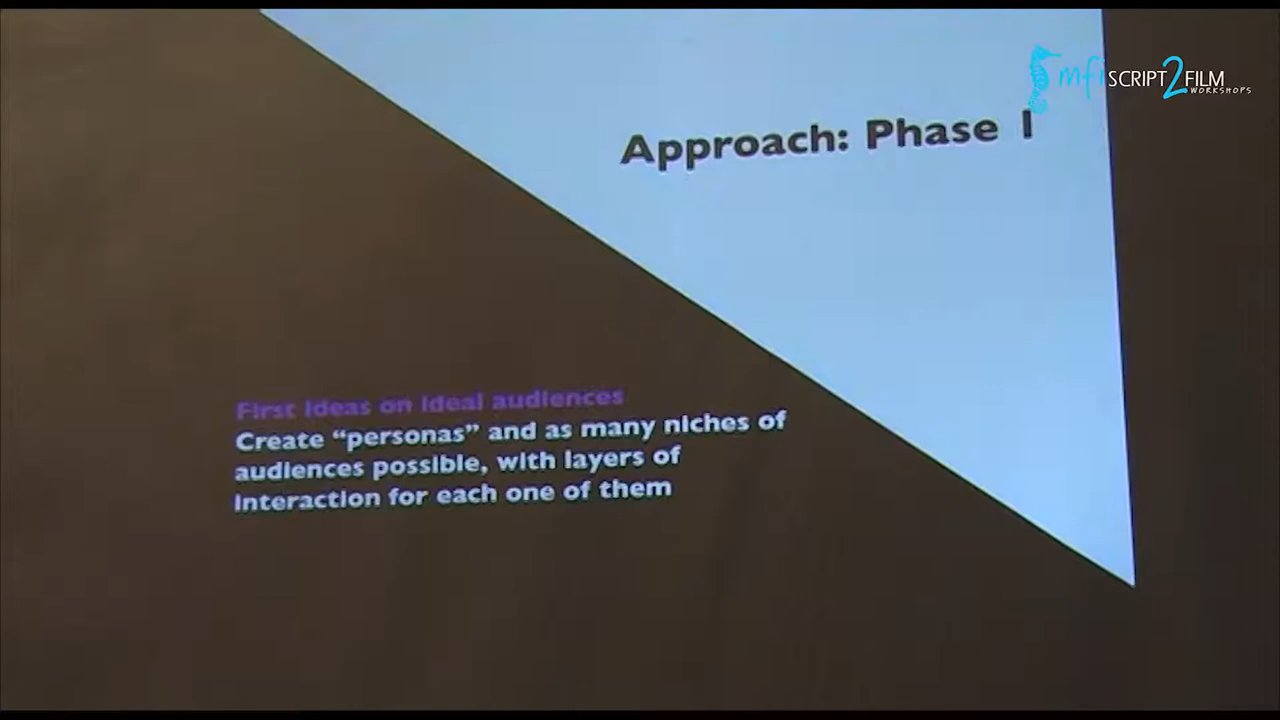 mfi SCRIPT2FILM
WORKSHOPS
Approach: Phase 1
First ideas on ideal audiences
Create “personas” and as many niches of
audiences possible, with layers of
interaction for each one of them